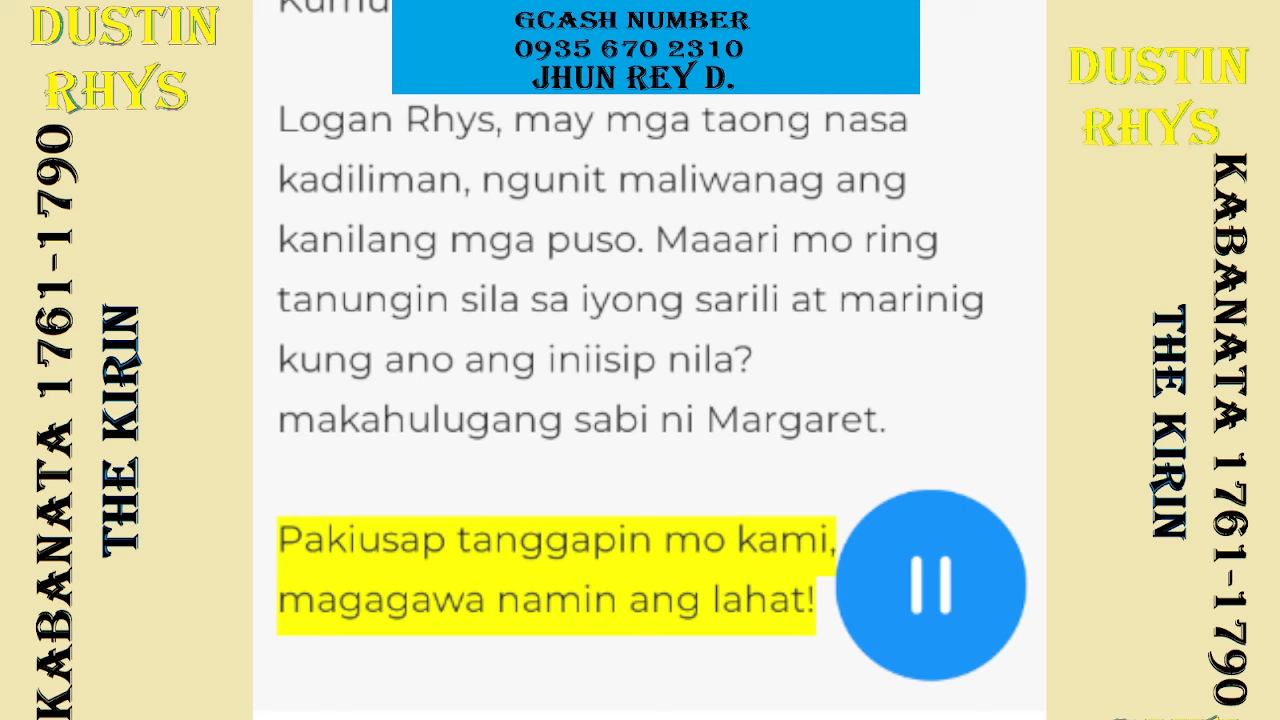 DUSTIN
RHYS
KABANATA 1761-1790
THE KIRIN
GCASH NUMBER
0935 670 2310
JHUN REY D.
Logan Rhys, may mga taong nasa
kadiliman, ngunit maliwanag ang
kanilang mga puso. Maaari mo ring
tanungin sila sa iyong sarili at marinig
kung ano ang iniisip nila?
makahulugang sabi ni Margaret.
Pakiusap tanggapin mo kami,
magagawa namin ang lahat!
DUSTIN
RHYS
KABANATA 1761-1790
THE KIRIN